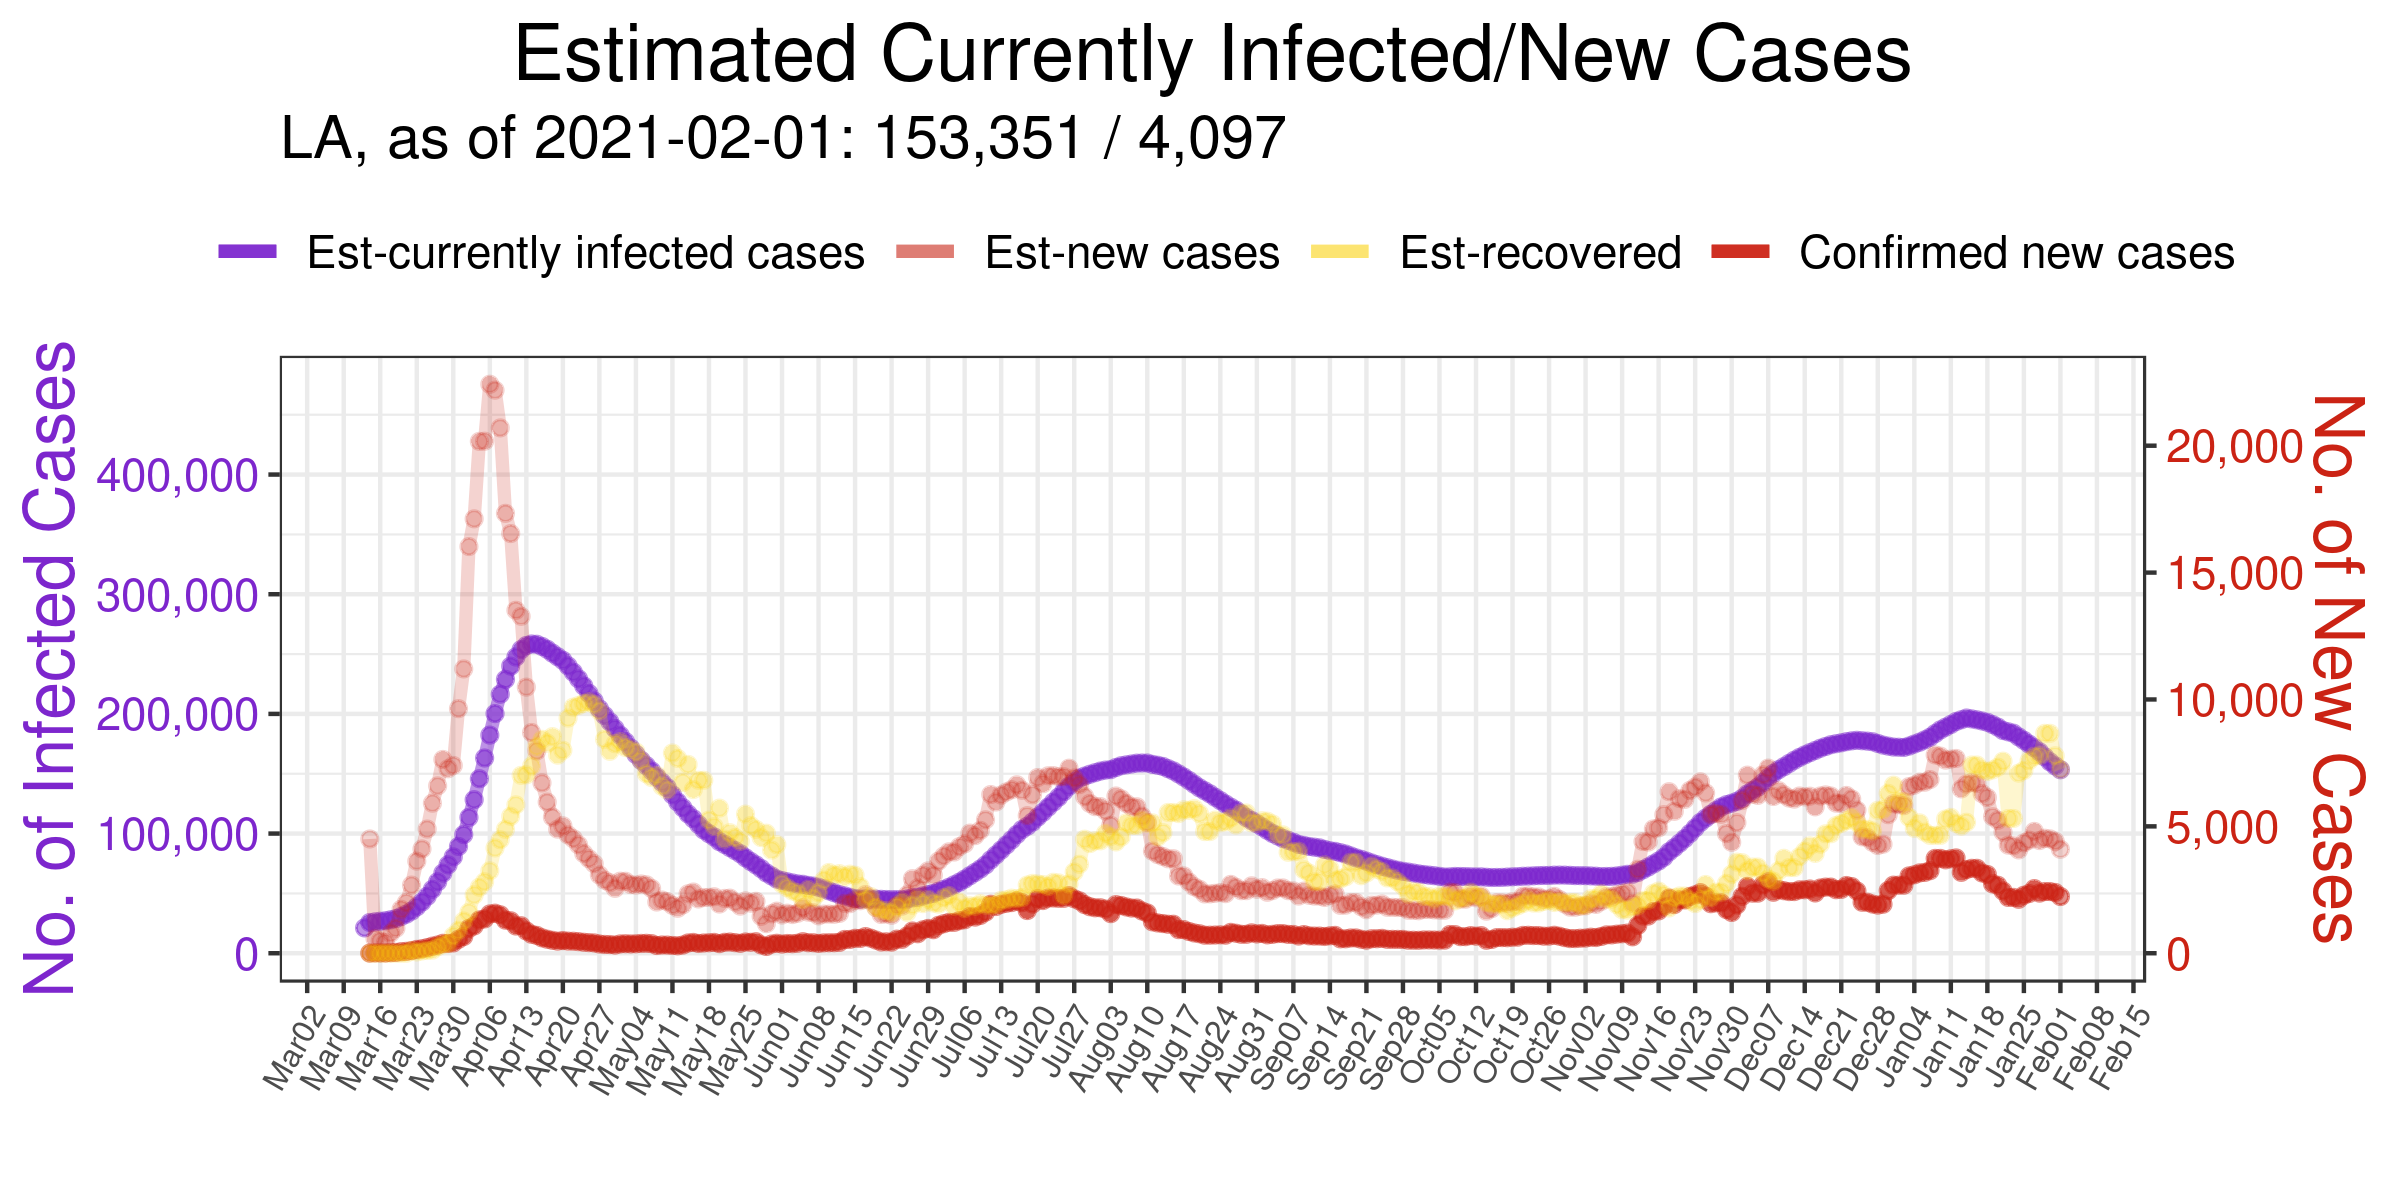 Estimated Currently Infected/New Cases
LA, as of 2021-02-01: 153,351 / 4,097
Est-currently infected cases
Est-new cases
Est-recovered
Confirmed new cases
No. of Infected Cases
400,000
300,000
200,000
100,000
0
20,000
15,000
10,000
5,000
0
No. of New Cases
Mar02
Mar09
Mar16
Mar23
Mar30
Apr06
Apr13
Apr20
Apr27
May04
May11
May18
May25
Jun01
Jun08
Jun15
Jun22
Jun29
Jul06
Jul13
Jul20
Jul27
Aug03
Aug10
Aug17
Aug24
Aug31
Sep07
Sep14
Sep21
Sep28
Oct05
Oct12
Oct19
Oct26
Nov02
Nov09
Nov16
Nov23
Nov30
Dec07
Dec14
Dec21
Dec28
Jan04
Jan11
Jan18
Jan25
Feb01
Feb08
Feb15